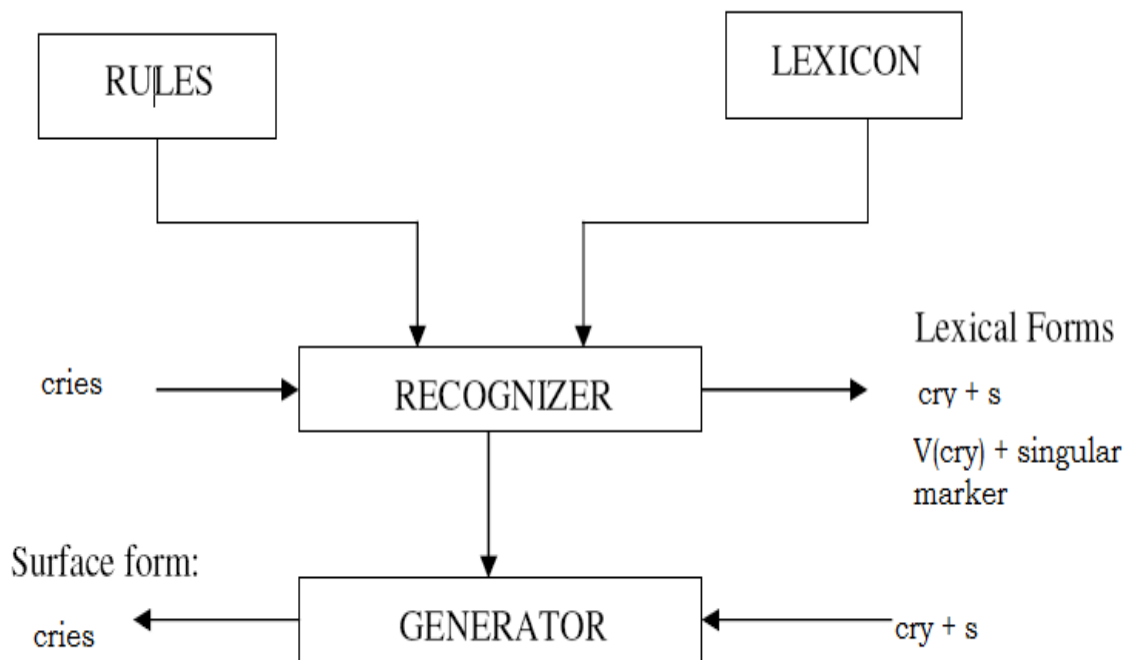 RULES
LEXICON
Lexical Forms
cries
RECOGNIZER
cry + s
V(cry) + singular
marker
Surface form:
cries
GENERATOR
cry + s